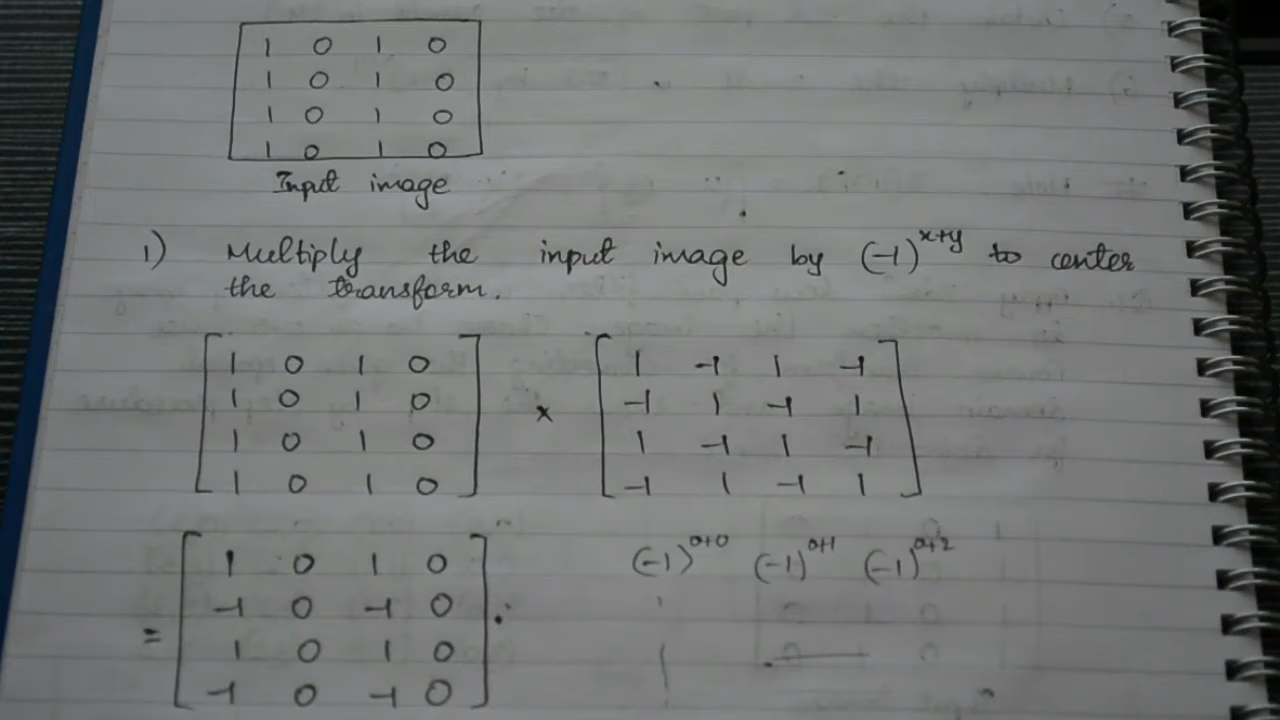 1 0 1 0
1 0 1 0
1 0 1 0
1 0 1 0
Input image
1) Multiply the input image by (-1)^{x+y} to center
the transform.
[1 0 1 0] × [1 -1 1 -1]
[1 0 1 0] [-1 1 -1 1]
[1 0 1 0] [1 -1 1 -1]
[1 0 1 0] [-1 1 -1 1]
= [1 0 1 0] (-1)^{0+0} (-1)^{0+1} (-1)^{0+2}
[-1 0 -1 0]
[1 0 1 0]
[-1 0 -1 0]